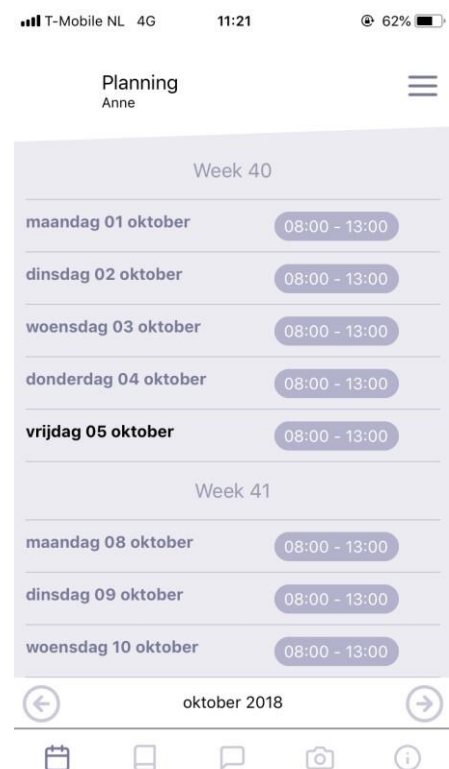 T-Mobile NL 4G 11:21 62%
Planning
Anne
Week 40
maandag 01 oktober 08:00 - 13:00
dinsdag 02 oktober 08:00 - 13:00
woensdag 03 oktober 08:00 - 13:00
donderdag 04 oktober 08:00 - 13:00
vrijdag 05 oktober 08:00 - 13:00
Week 41
maandag 08 oktober 08:00 - 13:00
dinsdag 09 oktober 08:00 - 13:00
woensdag 10 oktober 08:00 - 13:00
oktober 2018